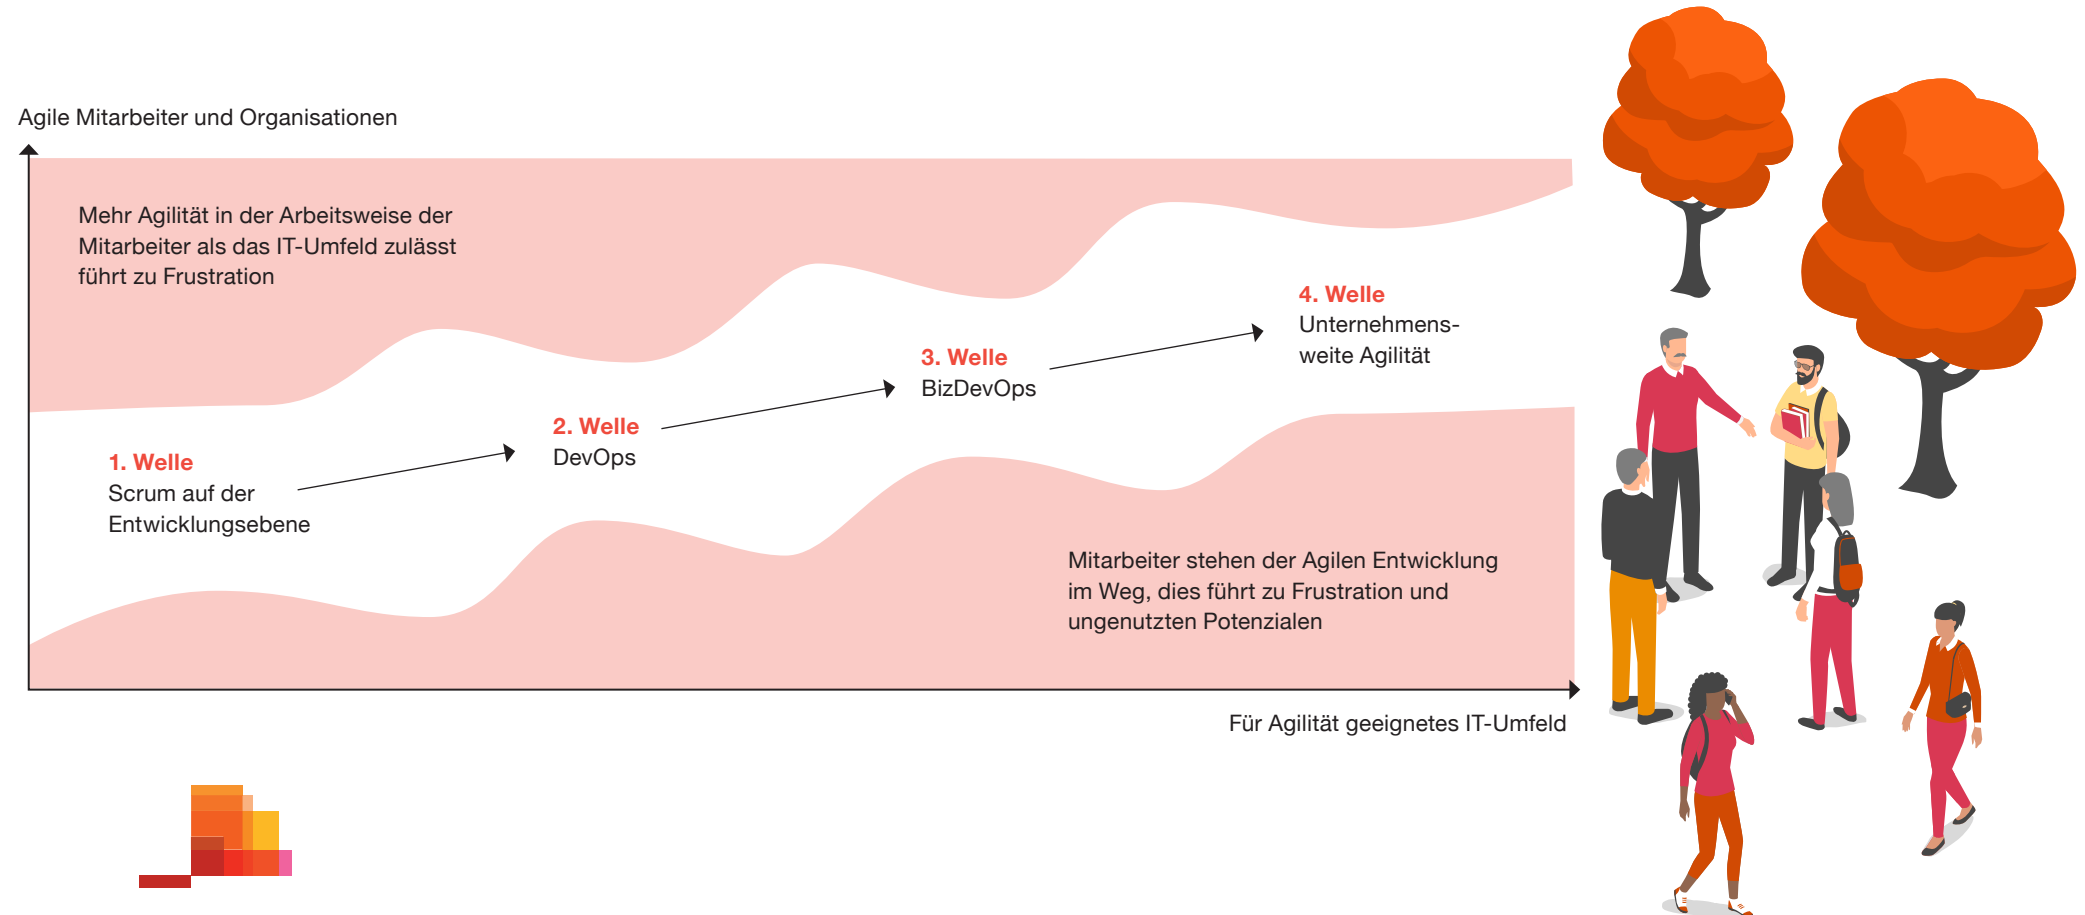 Agile Mitarbeiter und Organisationen
Mehr Agilität in der Arbeitsweise der
Mitarbeiter als das IT-Umfeld zulässt
führt zu Frustration
1. Welle
Scrum auf der
Entwicklungsebene
2. Welle
DevOps
3. Welle
BizDevOps
4. Welle
Unternehmens-
weite Agilität
Mitarbeiter stehen der Agilen Entwicklung
im Weg, dies führt zu Frustration und
ungenutzten Potenzialen
Für Agilität geeignetes IT-Umfeld